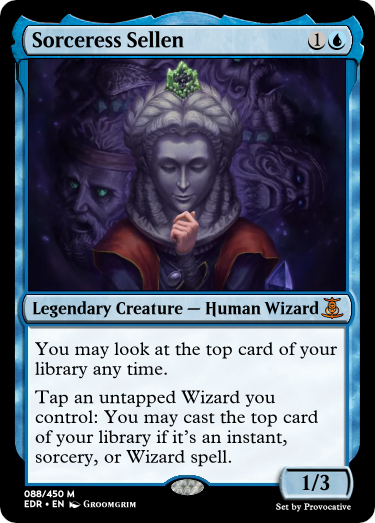 Sorceress Sellen 1
Legendary Creature — Human Wizard
You may look at the top card of your
library any time.
Tap an untapped Wizard you
control: You may cast the top card
of your library if it's an instant,
sorcery, or Wizard spell.
1/3
088/450 M
EDR • EN Groomgrim
Set by Provocative